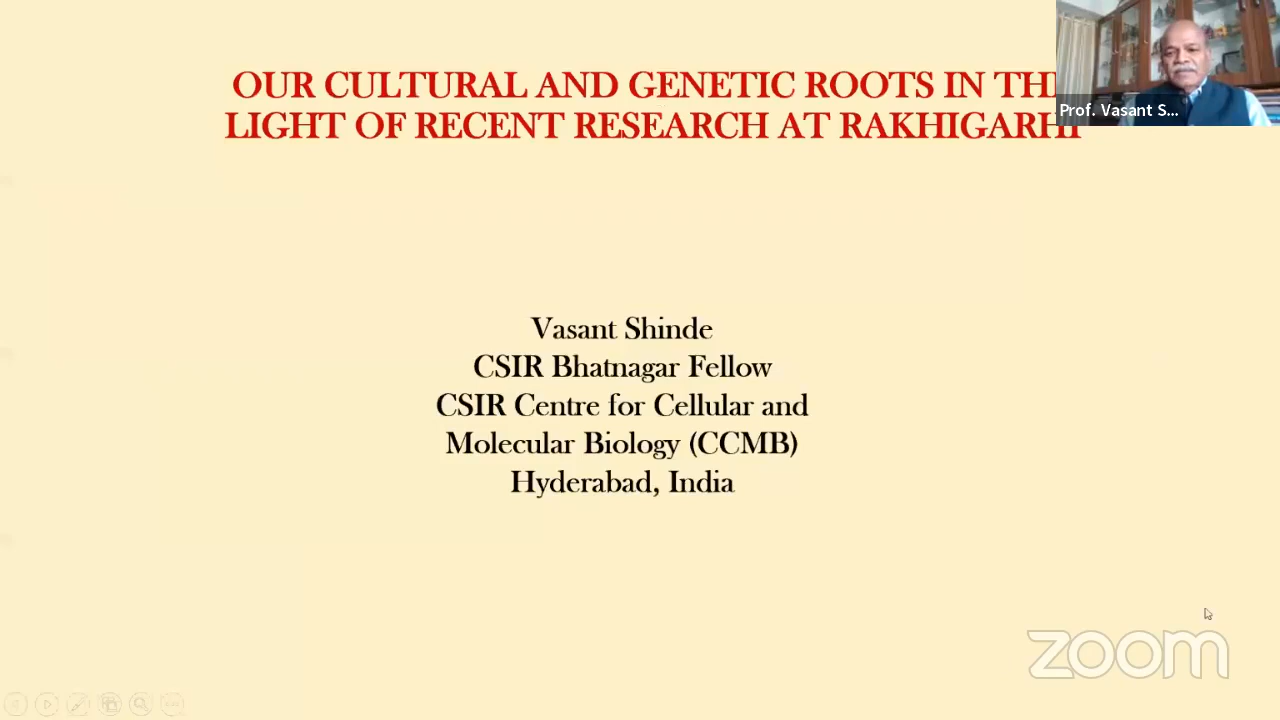 OUR CULTURAL AND GENETIC ROOTS IN TH
LIGHT OF RECENT RESEARCH AT RAKHIGARHI
Prof. Vasant S...
Vasant Shinde
CSIR Bhatnagar Fellow
CSIR Centre for Cellular and
Molecular Biology (CCMB)
Hyderabad, India
zoom